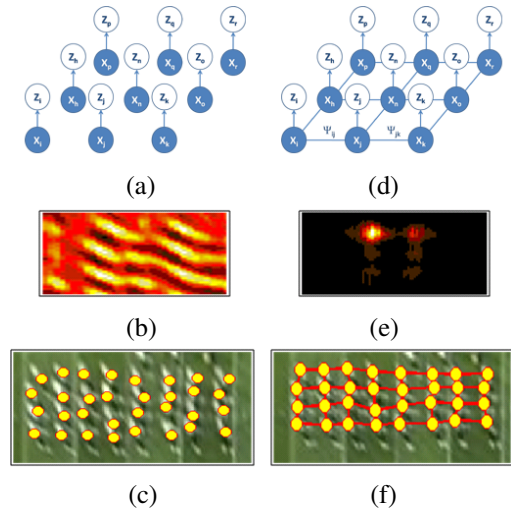 Zp Zq Zr
Zh Zn Zo
Xp Xq Xr
Zi Zj Zk
Xh Xn Xo
Xi Xj Xk
(a)
Zp Zq Zr
Zh Zn Zo
Xp Xq Xr
Zi Zj Zk
Xh Xn Xo
Xi Ψij Xj Ψjk Xk
(d)
(b)
(e)
(c)
(f)